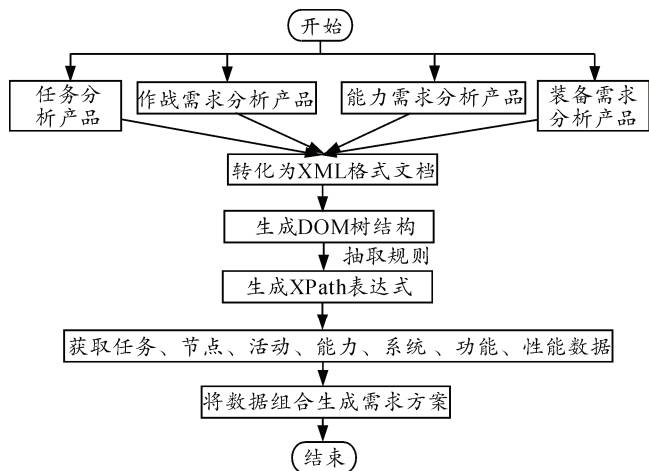 开始
任务分
析产品
作战需求分析产品
能力需求分析产品
装备需求
分析产品
转化为XML格式文档
生成DOM树结构
抽取规则
生成XPath表达式
获取任务、节点、活动、能力、系统、功能、性能数据
将数据组合生成需求方案
结束